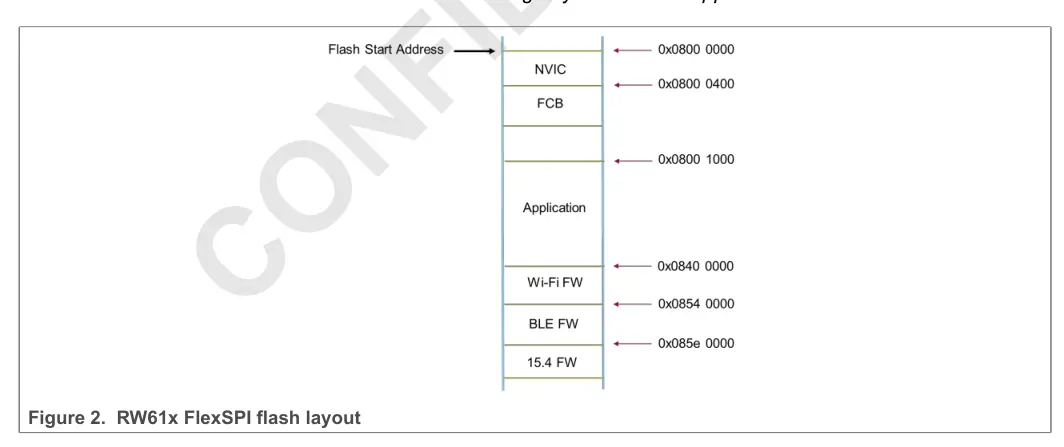 Flash Start Address
0x0800 0000
NVIC
0x0800 0400
FCB
0x0800 1000
Application
0x0840 0000
Wi-Fi FW
0x0854 0000
BLE FW
0x085e 0000
15.4 FW
Figure 2. RW61x FlexSPI flash layout